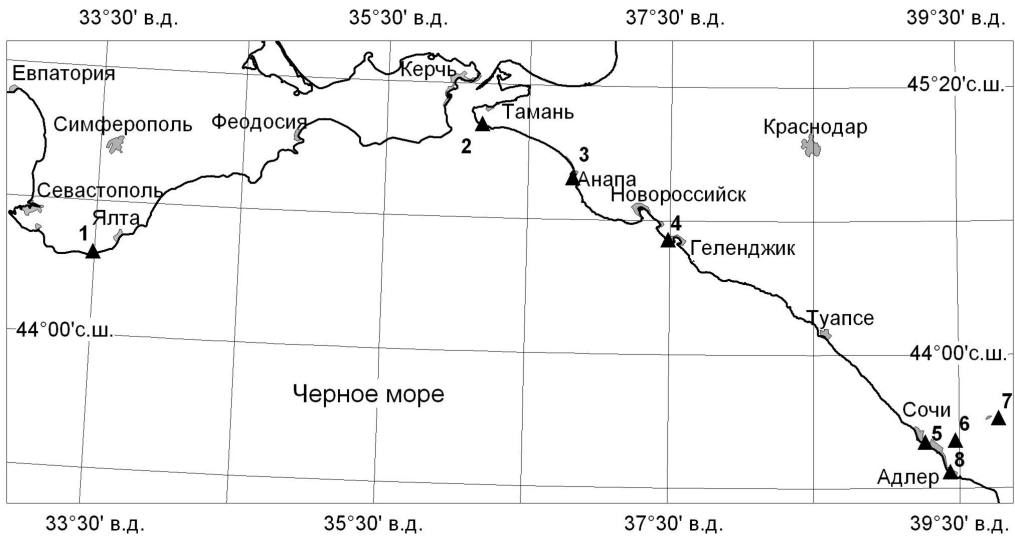 33°30' в.д. 35°30' в.д. 37°30' в.д. 39°30' в.д.
Евпатория
Керчь
45°20' с.ш.
Симферополь
Феодосия
2
Тамань
Краснодар
3
Анапа
Севастополь
Новороссийск
Ялта
1
4
Геленджик
44°00'с.ш.
Туапсе
44°00'с.ш.
Черное море
Сочи
7
5
6
8
Адлер
33°30' в.д. 35°30' в.д. 37°30' в.д. 39°30' в.д.